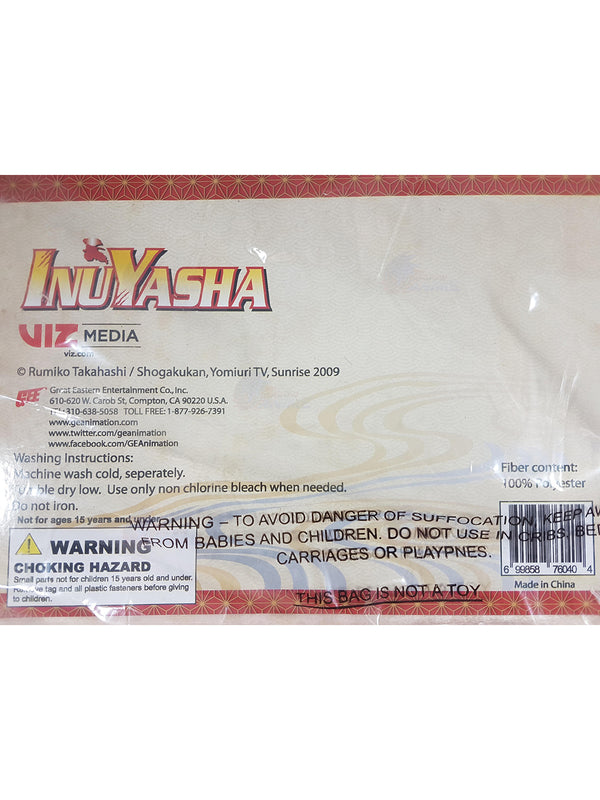 INUYASHA
VIZ MEDIA
viz.com
© Rumiko Takahashi / Shogakukan, Yomiuri TV, Sunrise 2009
GEE Great Eastern Entertainment Co., Inc.
610-620 W. Carob St, Compton, CA 90220 U.S.A.
TEL:310-638-5058 TOLL FREE: 1-877-926-7391
www.geanimation.com
www.twitter.com/geanimation
www.facebook.com/GEAnimation
Washing Instructions:
Machine wash cold, seperately.
Tumble dry low. Use only non chlorine bleach when needed.
Do not iron.
Not for ages 15 years and under.
WARNING
CHOKING HAZARD
Small parts not for children 15 years old and under.
Remove tag and all plastic fasteners before giving
to children.
Fiber content:
100% Polyester
6 99858 76040 4
Made in China
WARNING – TO AVOID DANGER OF SUFFOCATION, KEEP
FROM BABIES AND CHILDREN. DO NOT USE IN CRIBS,
CARRIAGES OR PLAYPNES.
THIS BAG IS NOT A TOY